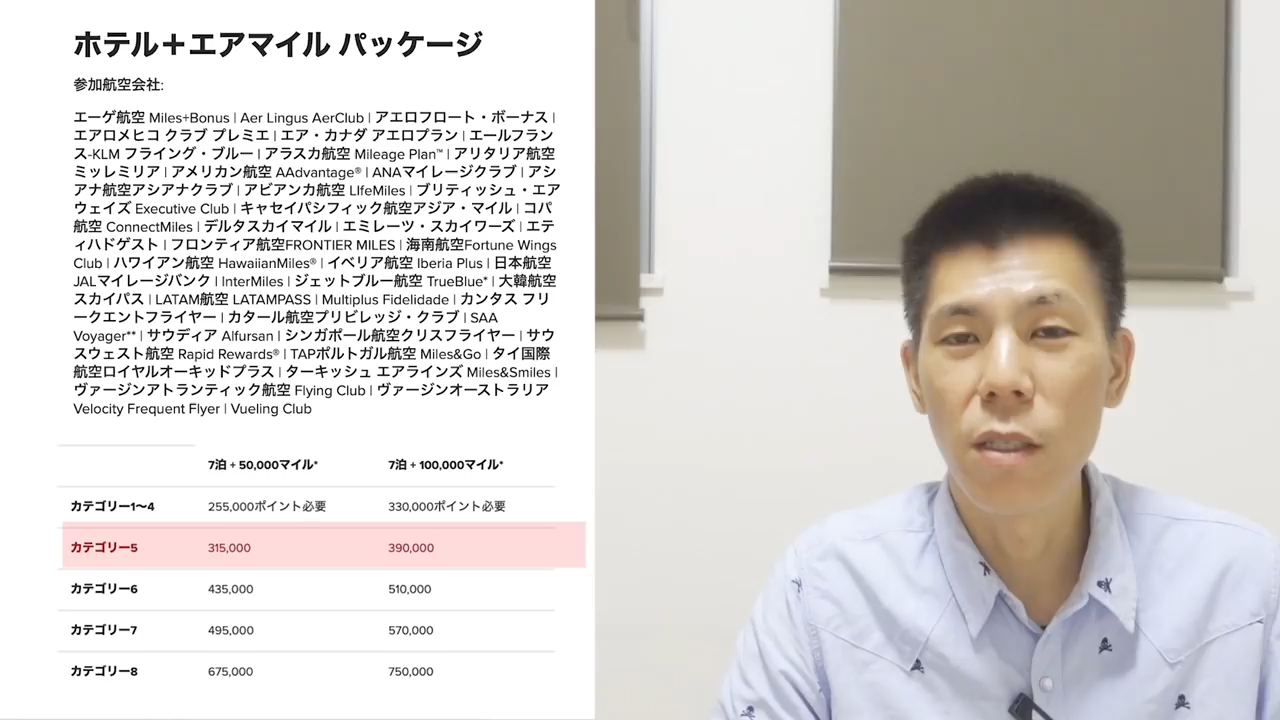 ホテル＋エアマイル パッケージ
参加航空会社:
エーゲ航空 Miles+Bonus | Aer Lingus AerClub | アエロフロート・ボーナス |
エアロメヒコ クラブ プレミエ | エア・カナダ アエロプラン | エールフラン
ス-KLM フライング・ブルー | アラスカ航空 Mileage Plan™ | アリタリア航空
ミッレミリア | アメリカン航空 AAdvantage® | ANAマイレージクラブ | アシ
アナ航空アシアナクラブ | アビアンカ航空 LIfeMiles | ブリティッシュ・エア
ウェイズ Executive Club | キャセイパシフィック航空アジア・マイル | コパ
航空 ConnectMiles | デルタスカイマイル | エミレーツ・スカイワーズ | エテ
ィハドゲスト | フロンティア航空FRONTIER MILES | 海南航空Fortune Wings
Club | ハワイアン航空 HawaiianMiles® | イベリア航空 Iberia Plus | 日本航空
JALマイレージバンク | InterMiles | ジェットブルー航空 TrueBlue* | 大韓航空
スカイパス | LATAM航空 LATAMPASS | Multiplus Fidelidade | カンタス フリ
ークエントフライヤー | カタール航空プリビレッジ・クラブ | SAA
Voyager** | サウディア Alfursan | シンガポール航空クリスフライヤー | サウ
スウェスト航空 Rapid Rewards® | TAPポルトガル航空 Miles&Go | タイ国際
航空ロイヤルオーキッドプラス | ターキッシュ エアラインズ Miles&Smiles |
ヴァージンアトランティック航空 Flying Club | ヴァージンオーストラリア
Velocity Frequent Flyer | Vueling Club
7泊 + 50,000マイル* 7泊 + 100,000マイル*
カテゴリー1〜4 255,000ポイント必要 330,000ポイント必要
カテゴリー5 315,000 390,000
カテゴリー6 435,000 510,000
カテゴリー7 495,000 570,000
カテゴリー8 675,000 750,000